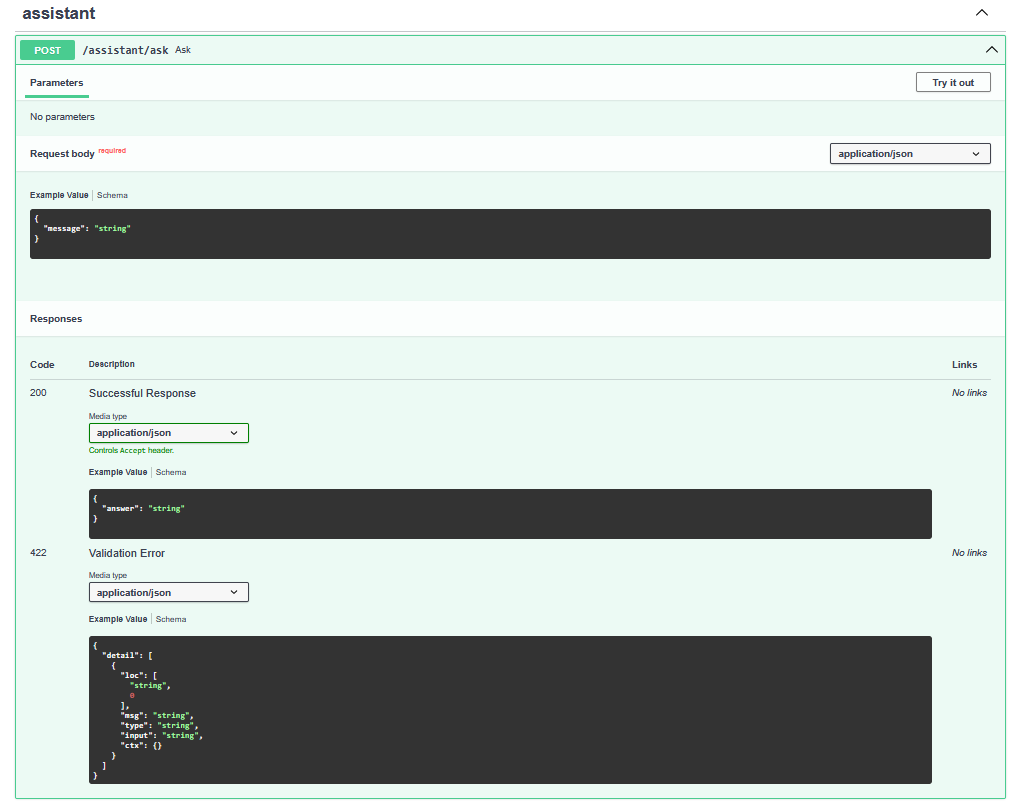 assistant
POST /assistant/ask Ask
Parameters
Try it out
No parameters
Request body required
application/json
Example Value Schema
{
  "message": "string"
}
Responses
Code Description Links
200 Successful Response No links
Media type
application/json
Controls Accept header.
Example Value Schema
{
  "answer": "string"
}
422 Validation Error No links
Media type
application/json
Example Value Schema
{
  "detail": [
    {
      "loc": [
        "string",
        0
      ],
      "msg": "string",
      "type": "string",
      "input": "string",
      "ctx": {}
    }
  ]
}